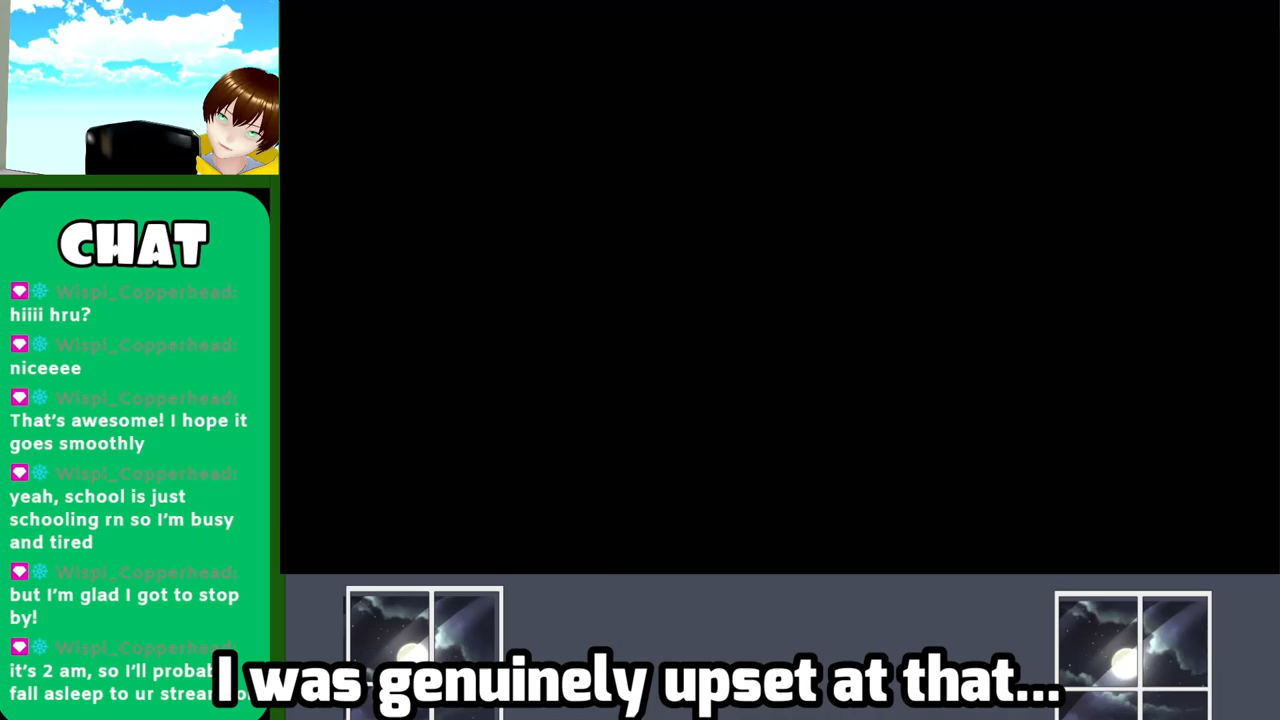 CHAT
Wispi_Copperhead:
hiiii hru?
Wispi_Copperhead:
niceeee
Wispi_Copperhead:
That's awesome! I hope it
goes smoothly
Wispi_Copperhead:
yeah, school is just
schooling rn so I'm busy
and tired
Wispi_Copperhead:
but I'm glad I got to stop
by!
Wispi_Copperhead:
it's 2 am, so I'll
fall asleep to ur
I was genuinely upset at that...